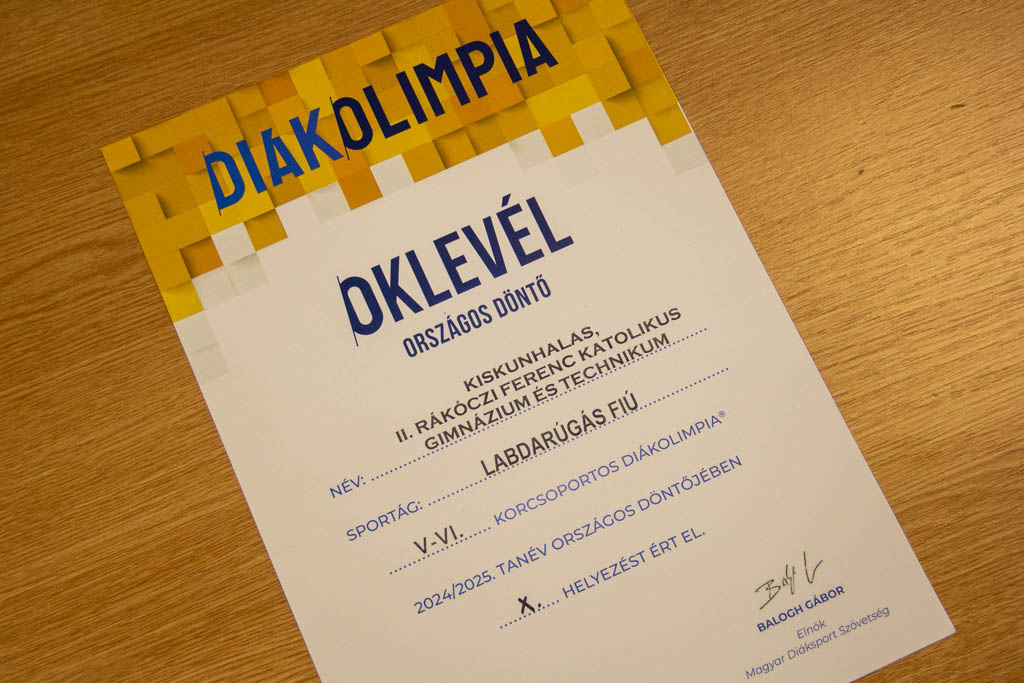 DIÁKOLIMPIA
OKLEVÉL
ORSZÁGOS DÖNTŐ
KISKUNHALAS,
II. RÁKÓCZI FERENC KATOLIKUS
GIMNÁZIUM ÉS TECHNIKUM
NÉV:
SPORTÁG: LABDARÚGÁS FIÚ
V-VI. KORCSOPORTOS DIÁKOLIMPIA®
2024/2025. TANÉV ORSZÁGOS DÖNTŐJÉBEN
X. HELYEZÉST ÉRT EL.
BALOGH GÁBOR
Elnök
Magyar Diáksport Szövetség